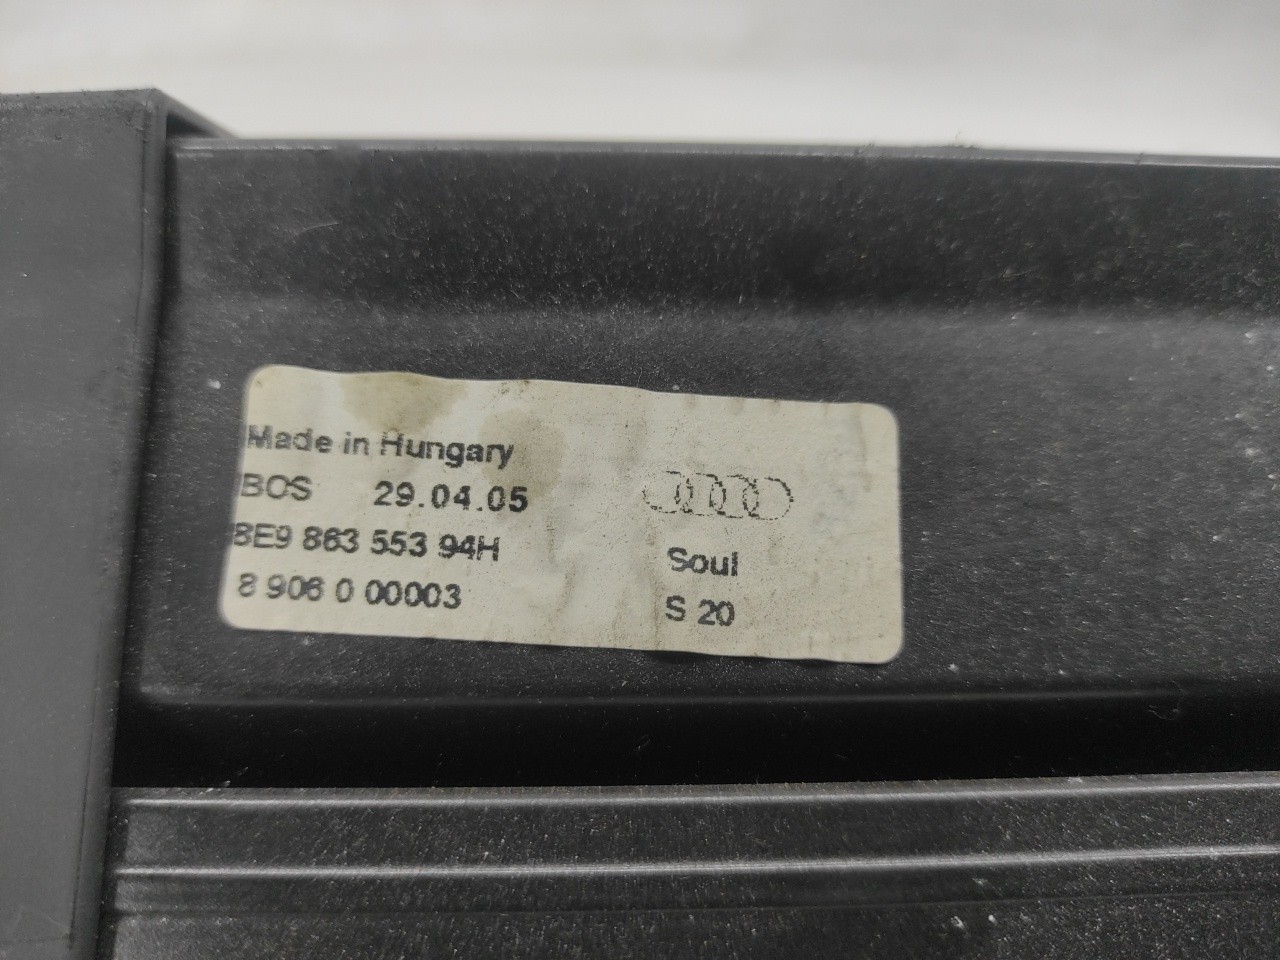 Made in Hungary
BOS 29.04.05
8E9 863 553 94H
8 906 0 00003
Soul
S 20